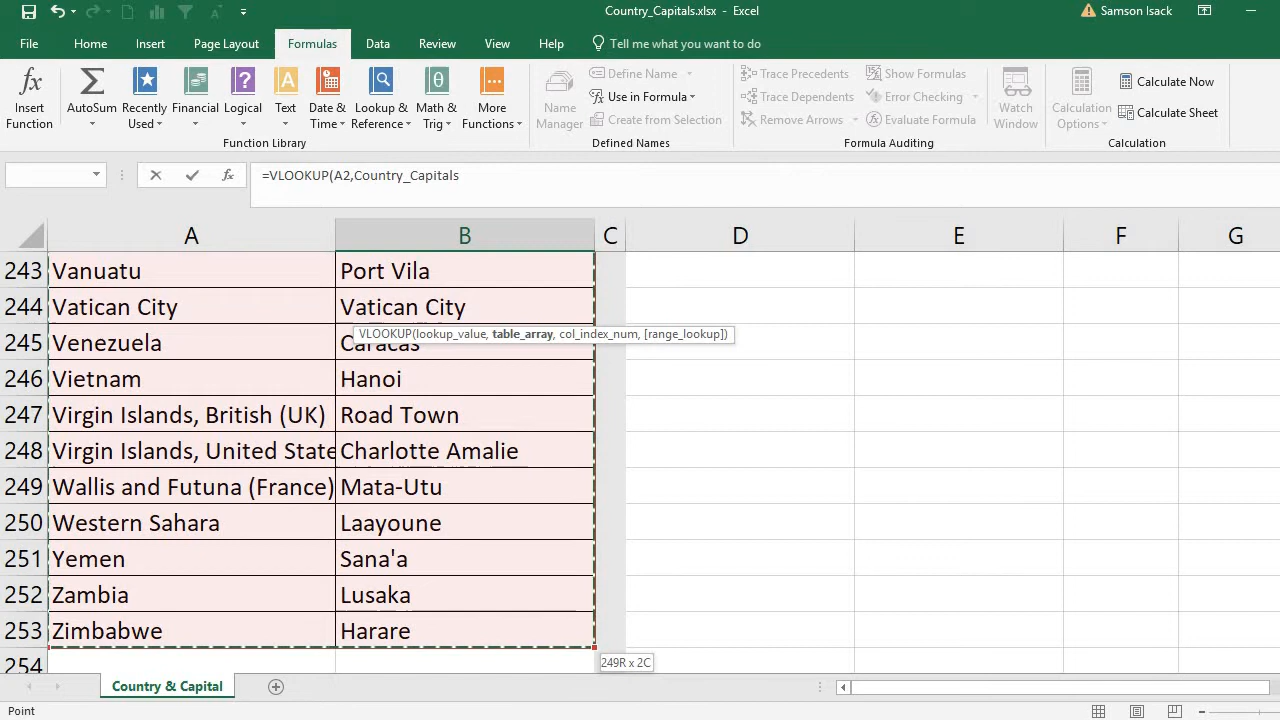 Country_Capitals.xlsx - Excel
Samson Isack
File Home Insert Page Layout Formulas Data Review View Help Tell me what you want to do
fx Σ ? A θ
Insert Function
AutoSum
Recently Used
Financial
Logical
Text
Date & Time
Lookup & Reference
Math & Trig
More Functions
Function Library
Name Manager
Define Name
Use in Formula
Create from Selection
Defined Names
Trace Precedents
Trace Dependents
Remove Arrows
Show Formulas
Error Checking
Evaluate Formula
Watch Window
Formula Auditing
Calculation Options
Calculate Now
Calculate Sheet
Calculation
fx =VLOOKUP(A2,Country_Capitals
A B C D E F G
243 Vanuatu Port Vila
244 Vatican City Vatican City
VLOOKUP(lookup_value, table_array, col_index_num, [range_lookup])
245 Venezuela Caracas
246 Vietnam Hanoi
247 Virgin Islands, British (UK) Road Town
248 Virgin Islands, United State Charlotte Amalie
249 Wallis and Futuna (France) Mata-Utu
250 Western Sahara Laayoune
251 Yemen Sana'a
252 Zambia Lusaka
253 Zimbabwe Harare
254
249R x 2C
Country & Capital
Point